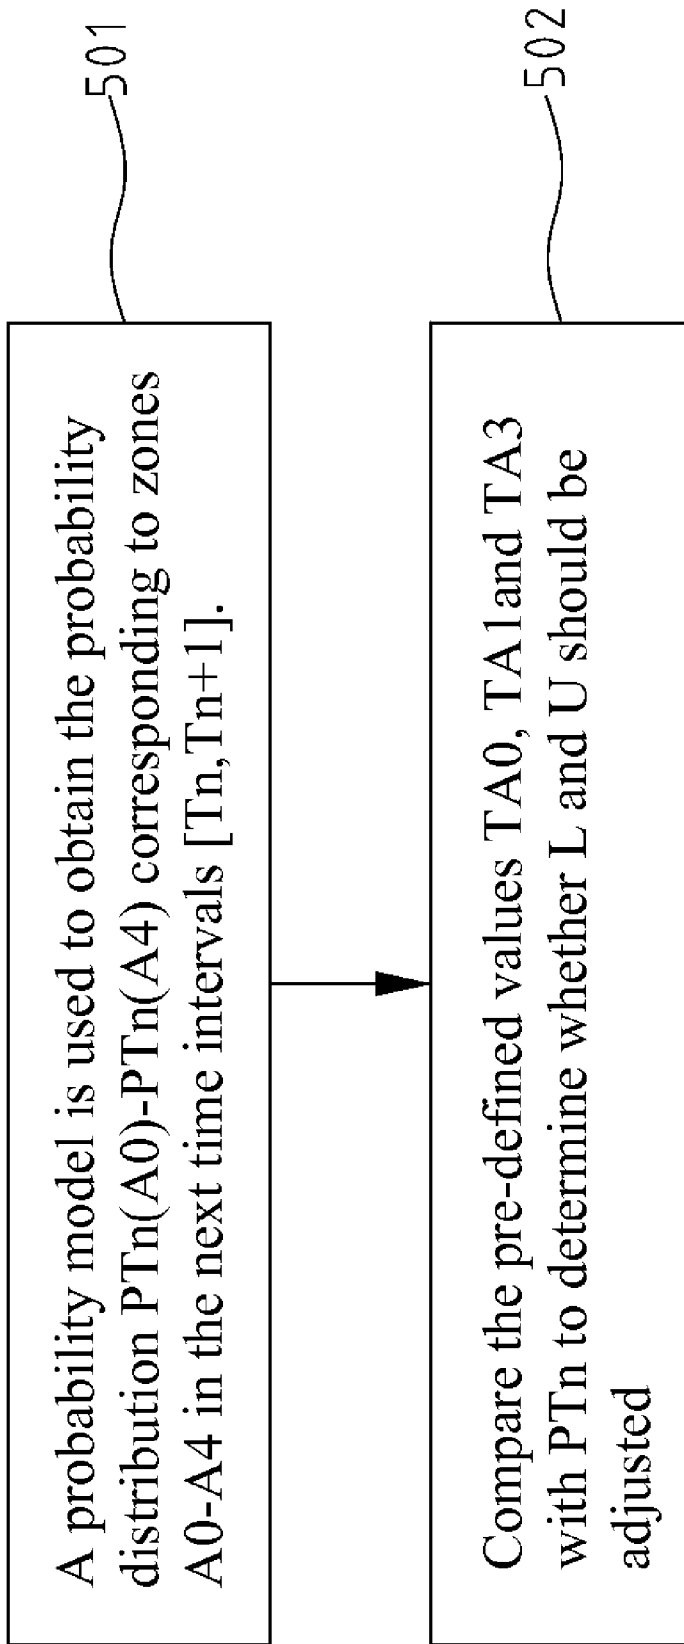 A probability model is used to obtain the probability
distribution PTn(A0)-PTn(A4) corresponding to zones
A0-A4 in the next time intervals [Tn,Tn+1].
501
Compare the pre-defined values TA0, TA1and TA3
with PTn to determine whether L and U should be
adjusted
502